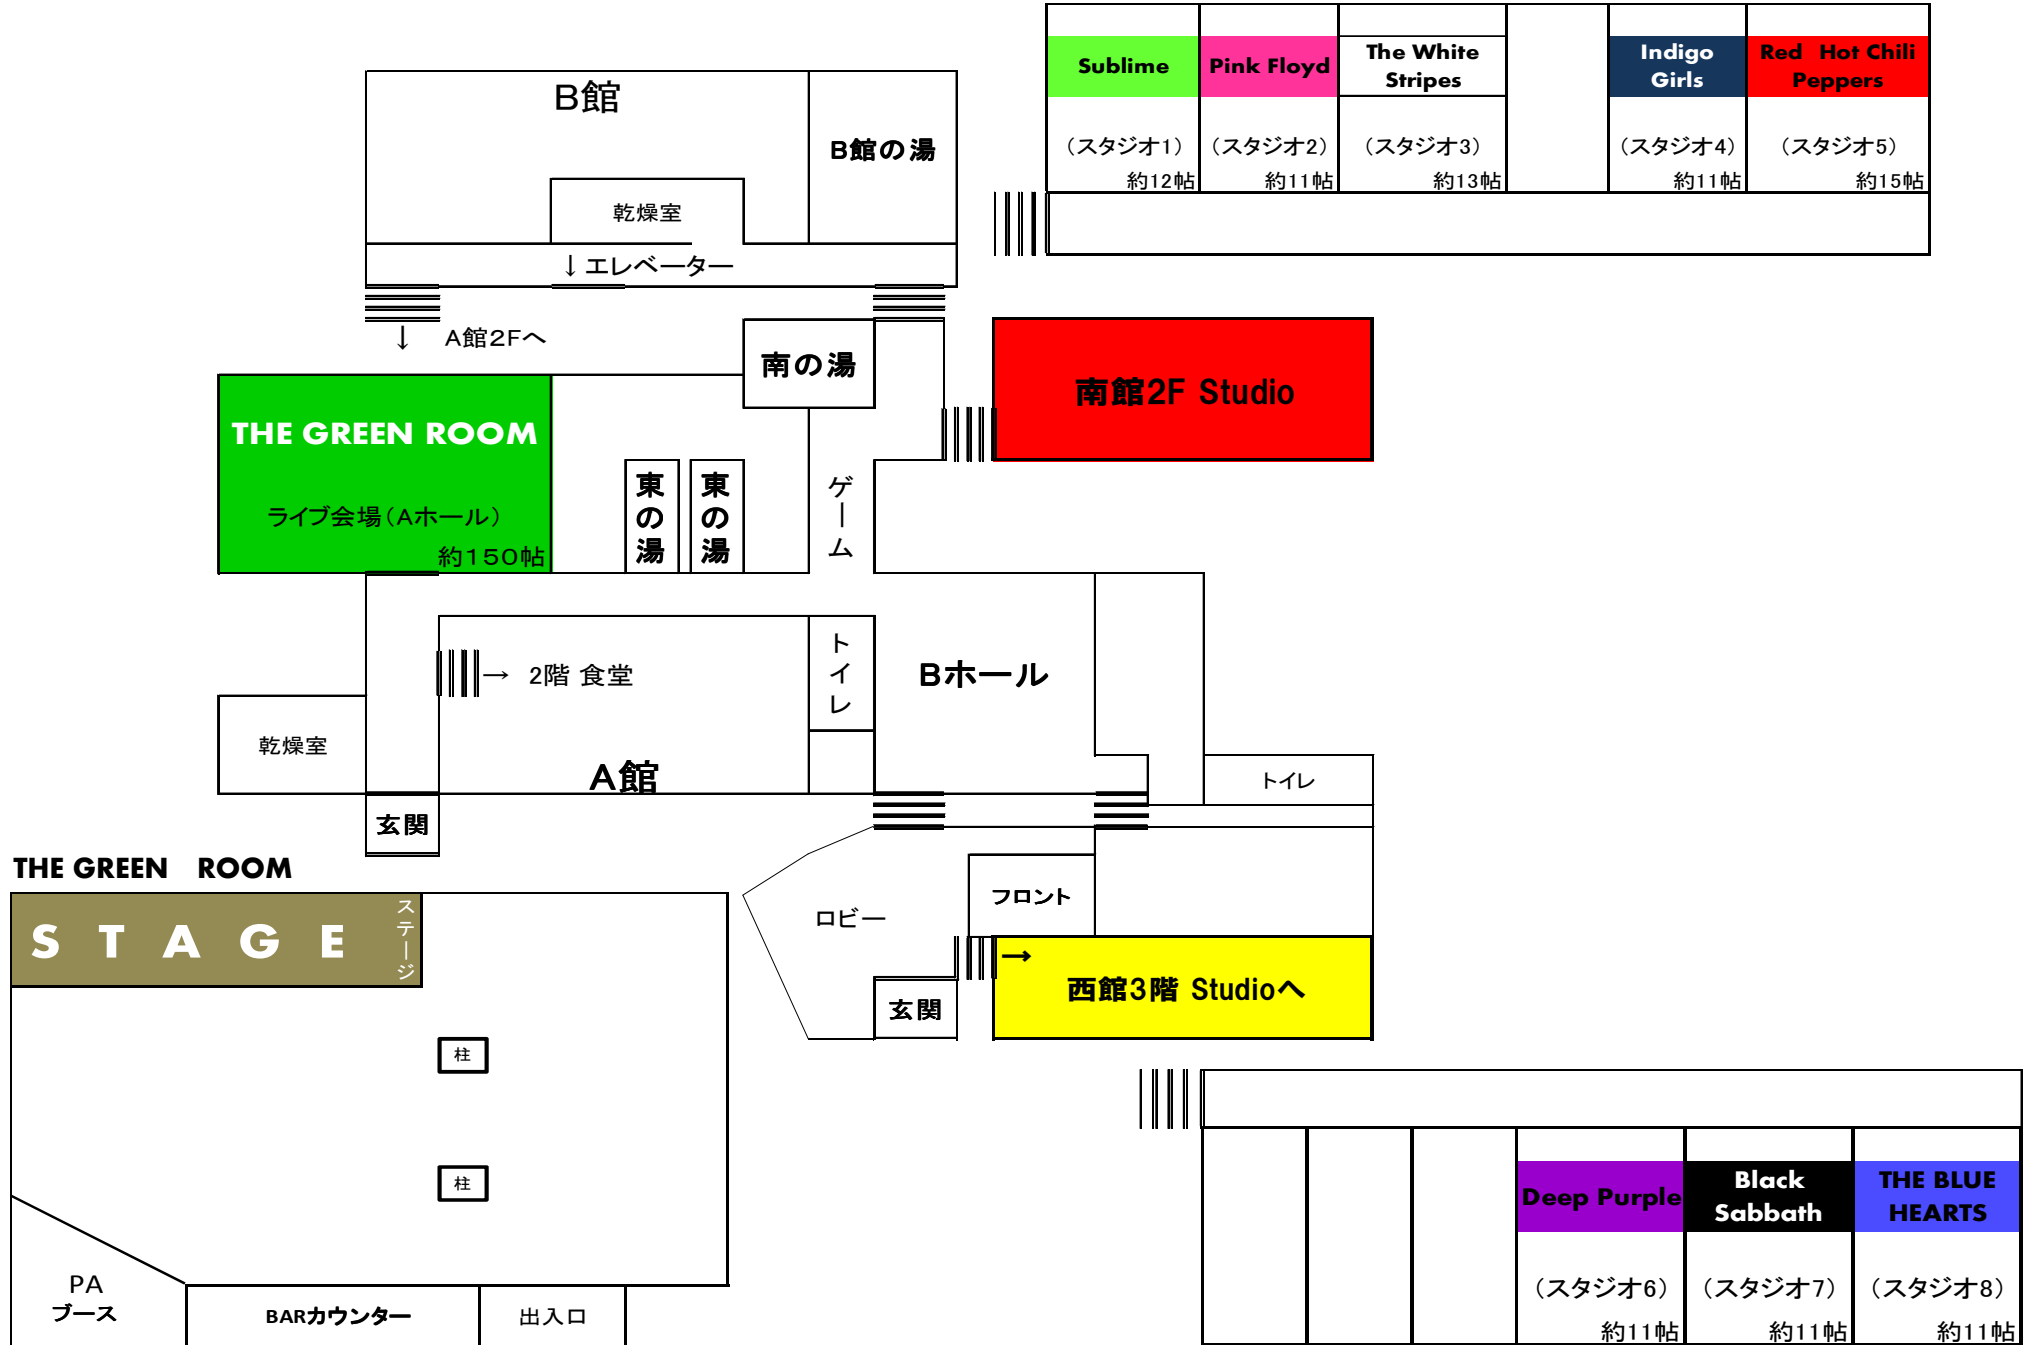 Sublime
Pink Floyd
The White
Stripes
Indigo
Girls
Red Hot Chili
Peppers
（スタジオ1）
（スタジオ2）
（スタジオ3）
（スタジオ4）
（スタジオ5）
約12帖
約11帖
約13帖
約11帖
約15帖
B館
B館の湯
乾燥室
↓エレベーター
↓ A館2Fへ
南の湯
南館2F Studio
THE GREEN ROOM
ライブ会場（Aホール）
約150帖
東の湯
東の湯
ゲーム
→ 2階 食堂
トイレ
Bホール
乾燥室
A館
トイレ
玄関
フロント
ロビー
→
西館3階 Studioへ
玄関
THE GREEN ROOM
STAGE
ステージ
柱
柱
PA
ブース
BARカウンター
出入口
Deep Purple
Black
Sabbath
THE BLUE
HEARTS
（スタジオ6）
（スタジオ7）
（スタジオ8）
約11帖
約11帖
約11帖